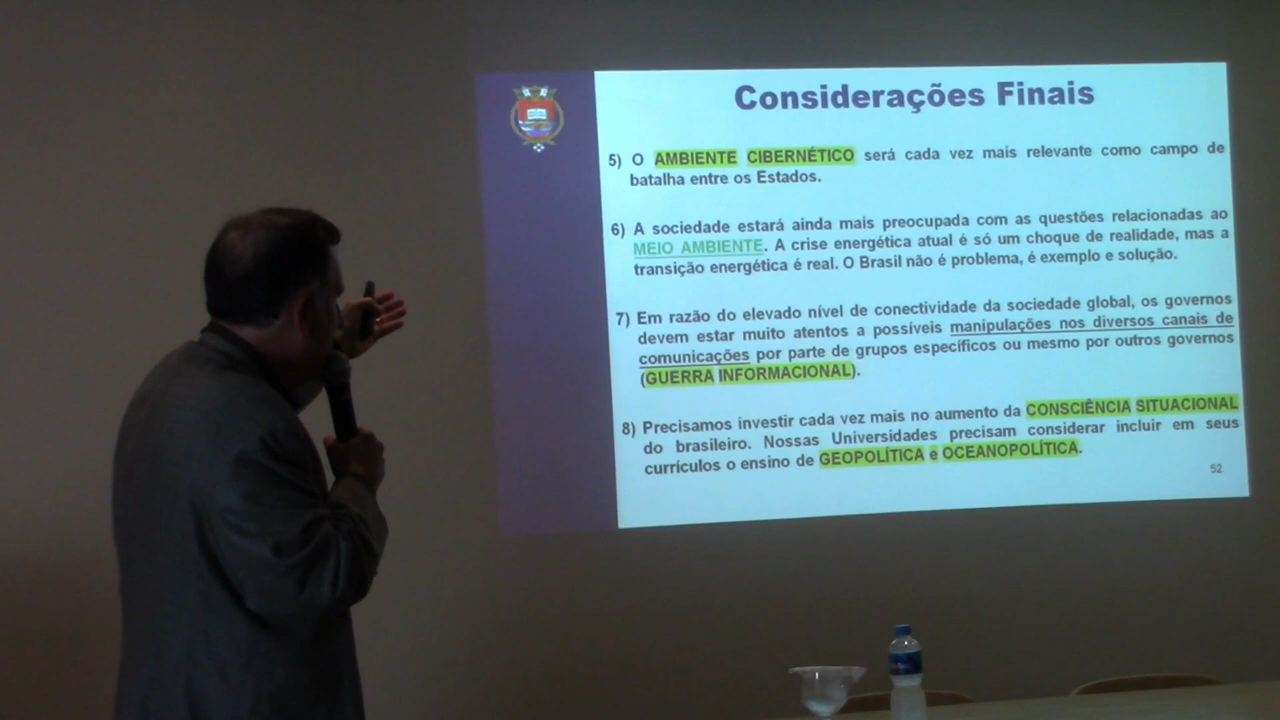 Considerações Finais
5) O AMBIENTE CIBERNÉTICO será cada vez mais relevante como campo de
batalha entre os Estados.
6) A sociedade estará ainda mais preocupada com as questões relacionadas ao
MEIO AMBIENTE. A crise energética atual é só um choque de realidade, mas a
transição energética é real. O Brasil não é problema, é exemplo e solução.
7) Em razão do elevado nível de conectividade da sociedade global, os governos
devem estar muito atentos a possíveis manipulações nos diversos canais de
comunicações por parte de grupos específicos ou mesmo por outros governos
(GUERRA INFORMACIONAL).
8) Precisamos investir cada vez mais no aumento da CONSCIÊNCIA SITUACIONAL
do brasileiro. Nossas Universidades precisam considerar incluir em seus
currículos o ensino de GEOPOLÍTICA e OCEANOPOLÍTICA.
52